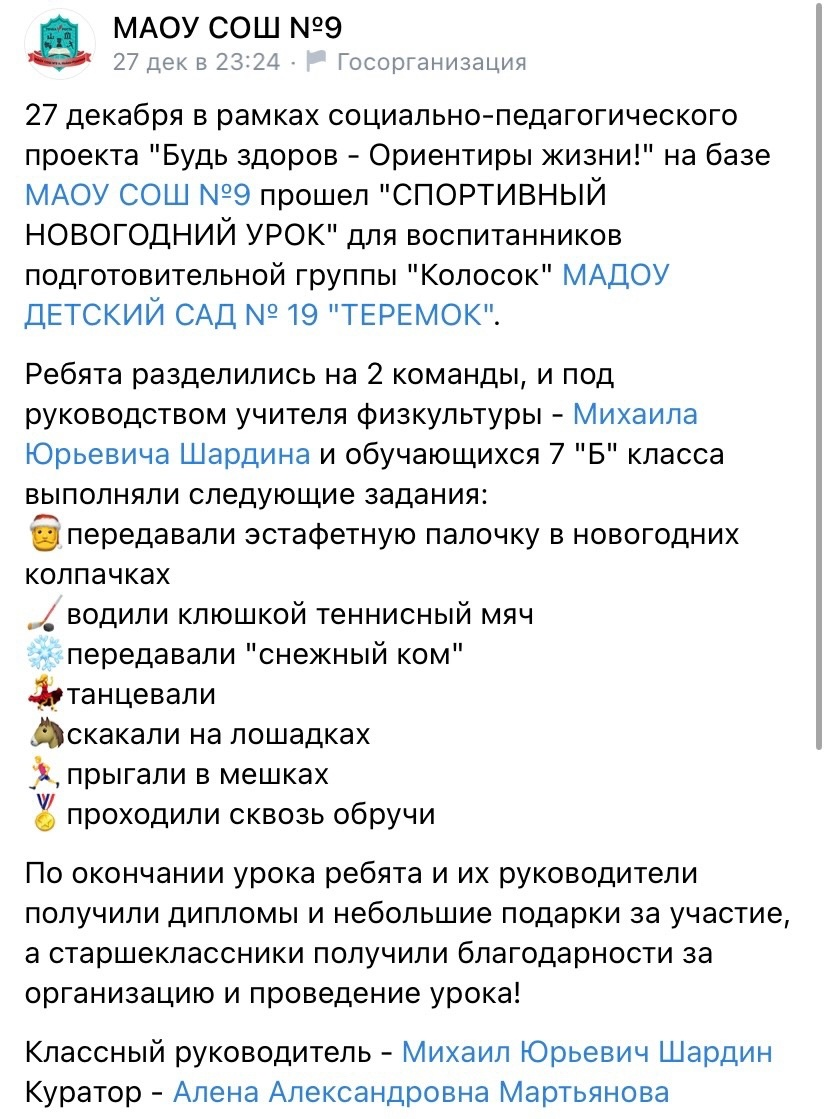 МАОУ СОШ №9
27 дек в 23:24 · Госорганизация
27 декабря в рамках социально-педагогического
проекта "Будь здоров - Ориентиры жизни!" на базе
МАОУ СОШ №9 прошел "СПОРТИВНЫЙ
НОВОГОДНИЙ УРОК" для воспитанников
подготовительной группы "Колосок" МАДОУ
ДЕТСКИЙ САД № 19 "ТЕРЕМОК".
Ребята разделились на 2 команды, и под
руководством учителя физкультуры - Михаила
Юрьевича Шардина и обучающихся 7 "Б" класса
выполняли следующие задания:
🎅передавали эстафетную палочку в новогодних
колпачках
🏒водили клюшкой теннисный мяч
❄передавали "снежный ком"
💃танцевали
🐴скакали на лошадках
🏃прыгали в мешках
🏅проходили сквозь обручи
По окончании урока ребята и их руководители
получили дипломы и небольшие подарки за участие,
а старшеклассники получили благодарности за
организацию и проведение урока!
Классный руководитель - Михаил Юрьевич Шардин
Куратор - Алена Александровна Мартьянова